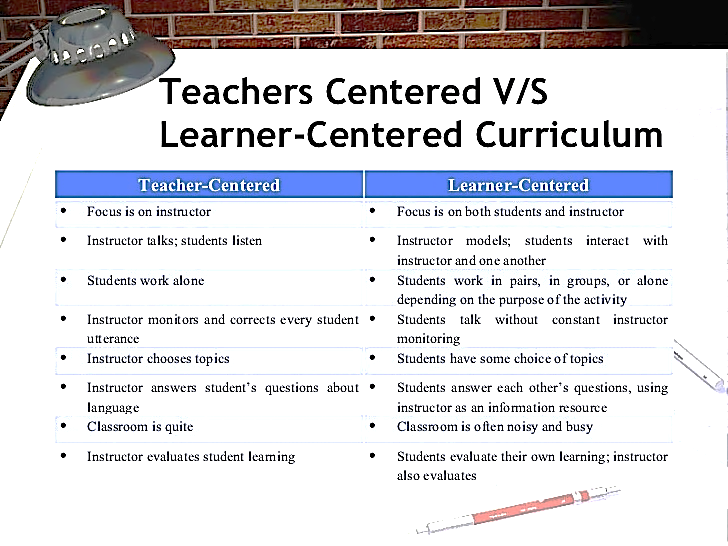 Teachers Centered V/S
Learner-Centered Curriculum
Teacher-Centered
Learner-Centered
• Focus is on instructor
• Focus is on both students and instructor
• Instructor talks; students listen
• Instructor models; students interact with
instructor and one another
• Students work alone
• Students work in pairs, in groups, or alone
depending on the purpose of the activity
• Instructor monitors and corrects every student
utterance
• Students talk without constant instructor
monitoring
• Instructor chooses topics
• Students have some choice of topics
• Instructor answers student's questions about
language
• Students answer each other's questions, using
instructor as an information resource
• Classroom is quite
• Classroom is often noisy and busy
• Instructor evaluates student learning
• Students evaluate their own learning; instructor
also evaluates